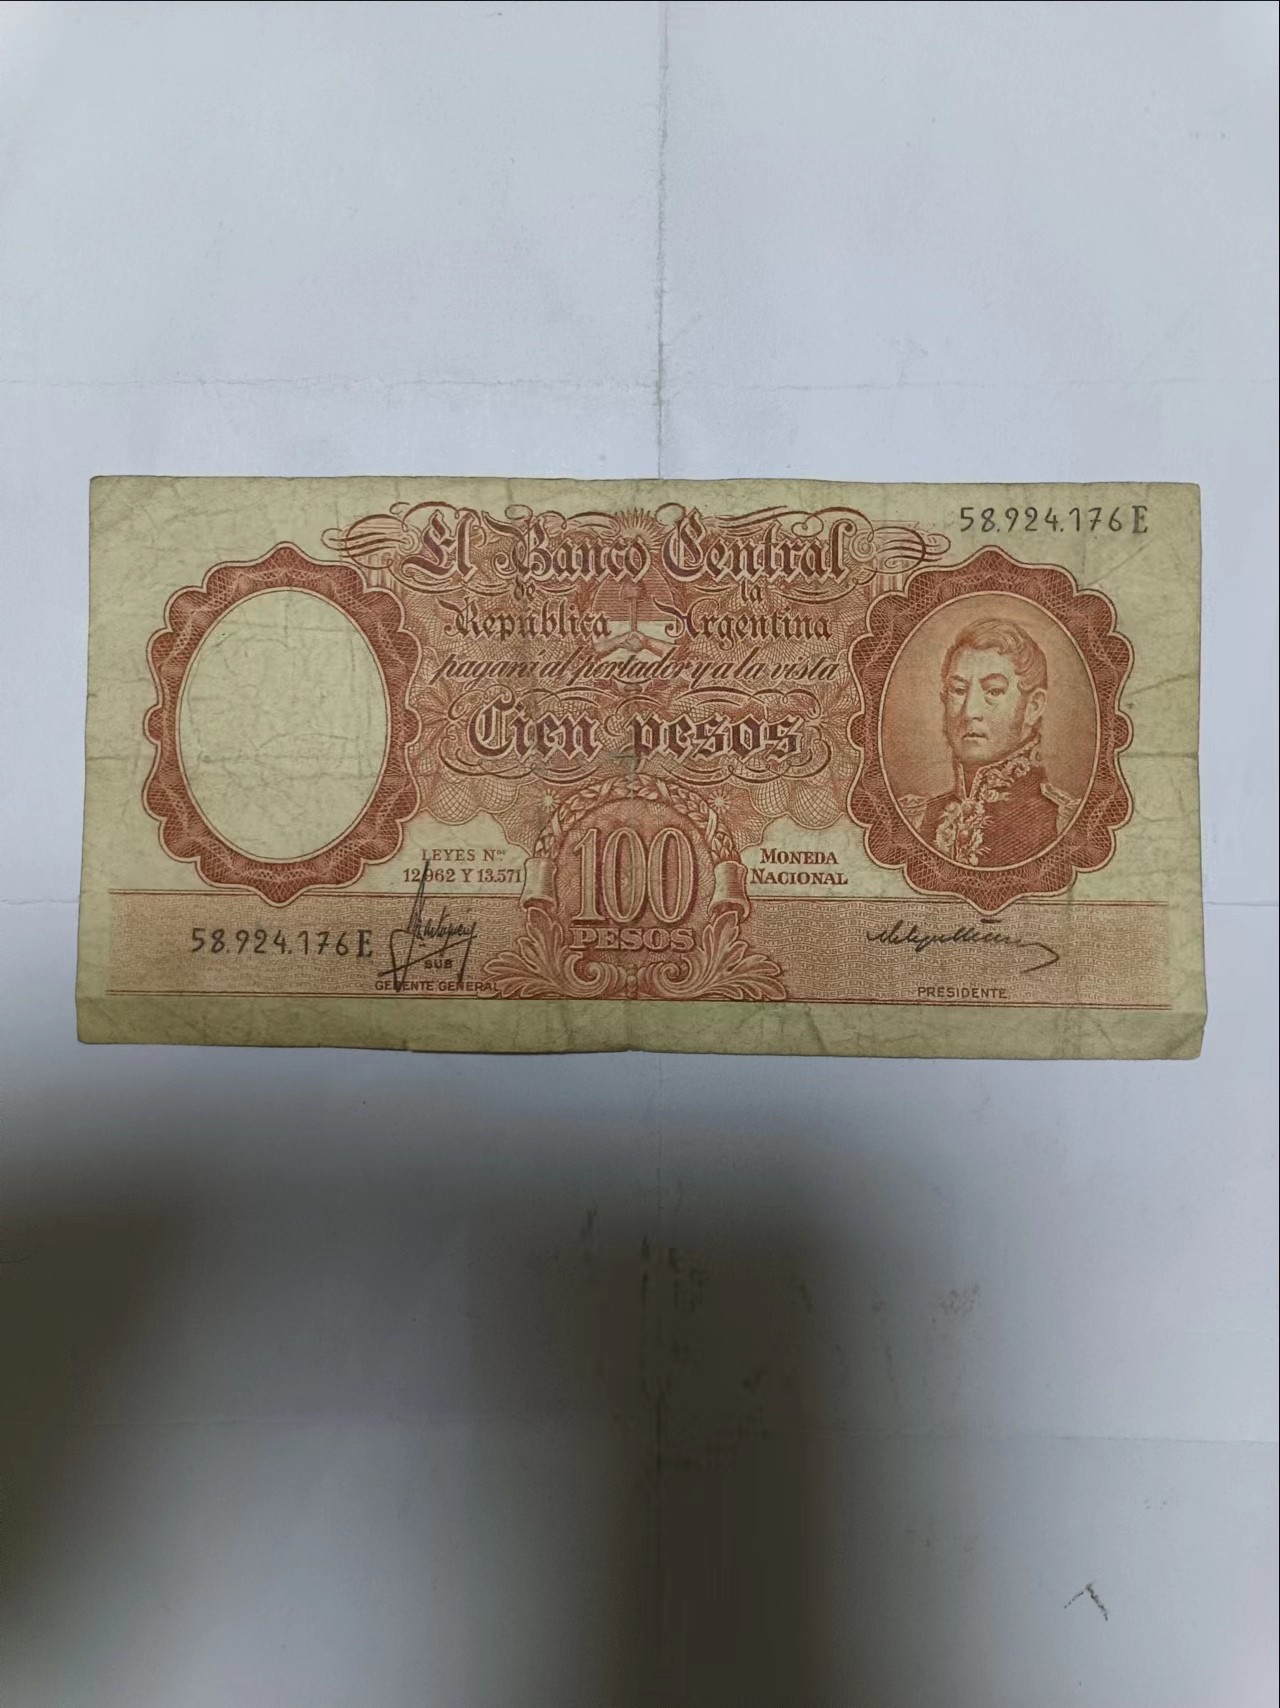 58.924.176 E
El Banco Central
de la
República Argentina
pagará al portador y a la vista
Cien pesos
LEYES Nos.
12.962 Y 13.571
100
PESOS
MONEDA
NACIONAL
58.924.176 E
SUB
GERENTE GENERAL
PRESIDENTE